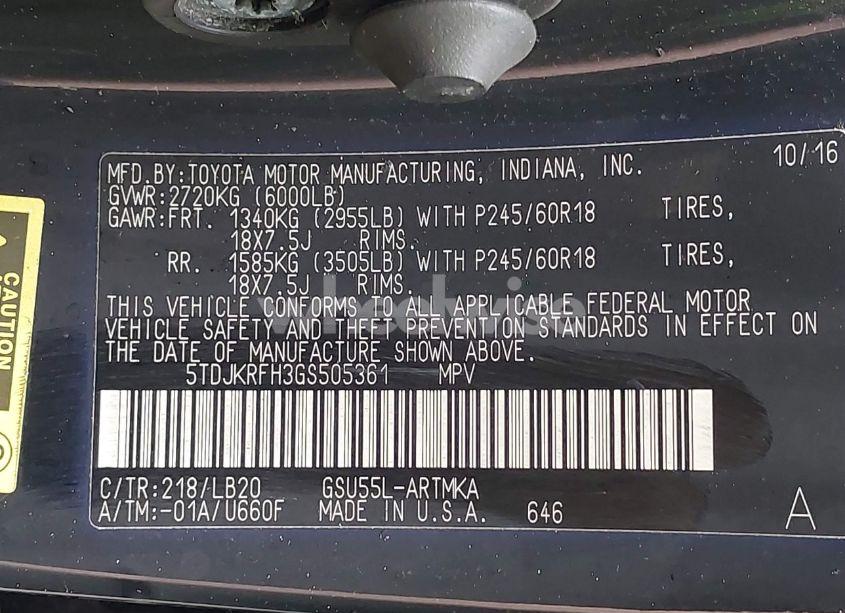 MFD. BY: TOYOTA MOTOR MANUFACTURING, INDIANA, INC. 10/16
GVWR: 2720KG (6000LB)
GAWR: FRT. 1340KG (2955LB) WITH P245/60R18 TIRES,
18X7.5J RIMS.
RR. 1585KG (3505LB) WITH P245/60R18 TIRES,
18X7.5J RIMS.
THIS VEHICLE CONFORMS TO ALL APPLICABLE FEDERAL MOTOR
VEHICLE SAFETY AND THEFT PREVENTION STANDARDS IN EFFECT ON
THE DATE OF MANUFACTURE SHOWN ABOVE.
5TDJKRFH3GS505361 MPV
C/TR: 218/LB20 GSU55L-ARTMKA
A/TM: -01A/U660F MADE IN U.S.A. 646 A
CAUTION
wheelwise